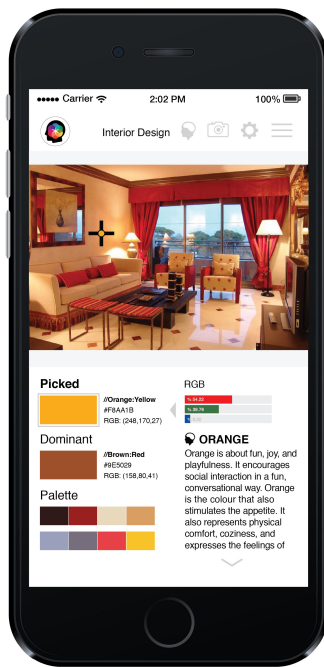 Carrier 2:02 PM 100%
Interior Design
Picked
//Orange:Yellow
#F8AA1B
RGB: (248,170,27)
Dominant
//Brown:Red
#9E5029
RGB: (158,80,41)
Palette
RGB
% 54.22
ORANGE
Orange is about fun, joy, and
playfulness. It encourages
social interaction in a fun,
conversational way. Orange
is the colour that also
stimulates the appetite. It
also represents physical
comfort, coziness, and
expresses the feelings of